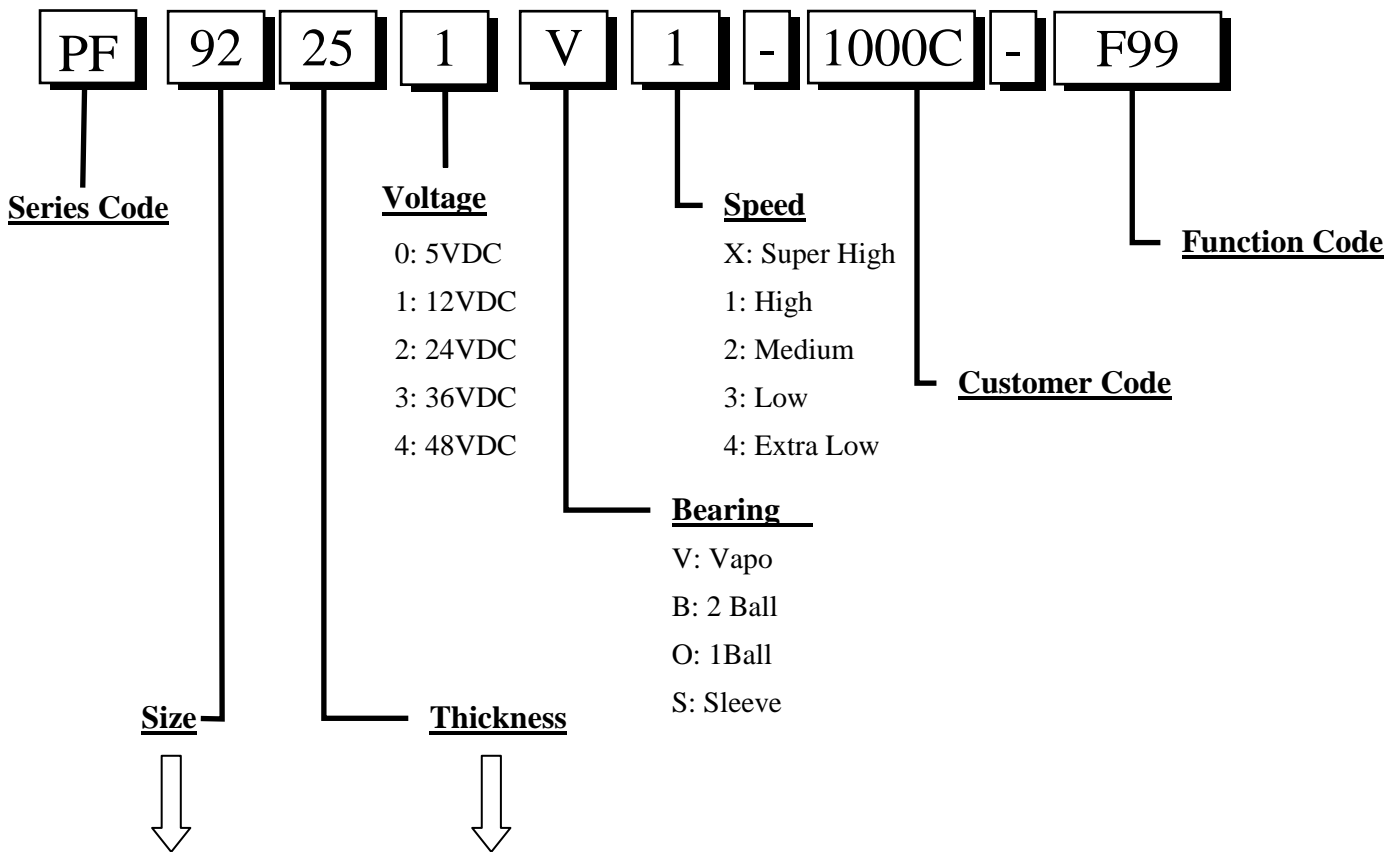 PF 92 25 1 V 1 - 1000C - F99
Series Code
Voltage
0: 5VDC
1: 12VDC
2: 24VDC
3: 36VDC
4: 48VDC
Speed
X: Super High
1: High
2: Medium
3: Low
4: Extra Low
Function Code
Customer Code
Bearing
V: Vapo
B: 2 Ball
O: 1Ball
S: Sleeve
Size
Thickness